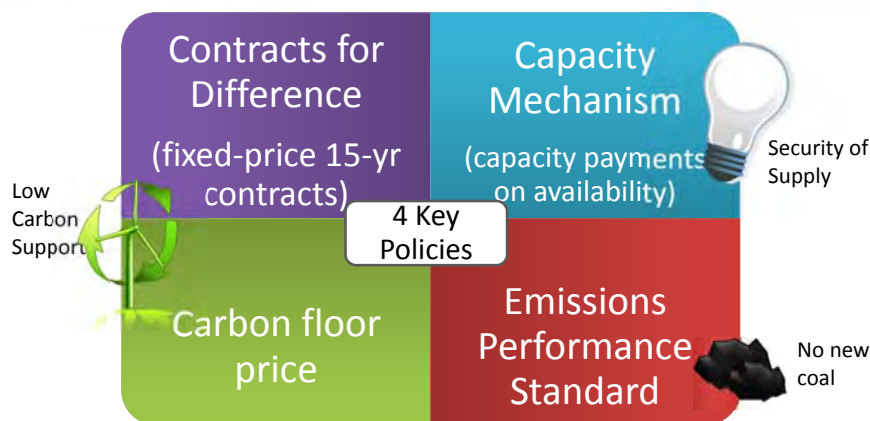 Contracts for
Difference
(fixed-price 15-yr
contracts)
Capacity
Mechanism
(capacity payments
on availability)
Security of
Supply
Low
Carbon
Support
4 Key
Policies
Carbon floor
price
Emissions
Performance
Standard
No new
coal